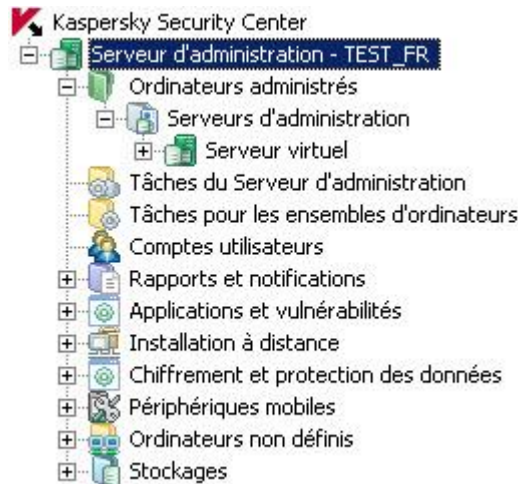 Kaspersky Security Center
Serveur d'administration - TEST_FR
Ordinateurs administrés
Serveurs d'administration
Serveur virtuel
Tâches du Serveur d'administration
Tâches pour les ensembles d'ordinateurs
Comptes utilisateurs
Rapports et notifications
Applications et vulnérabilités
Installation à distance
Chiffrement et protection des données
Périphériques mobiles
Ordinateurs non définis
Stockages